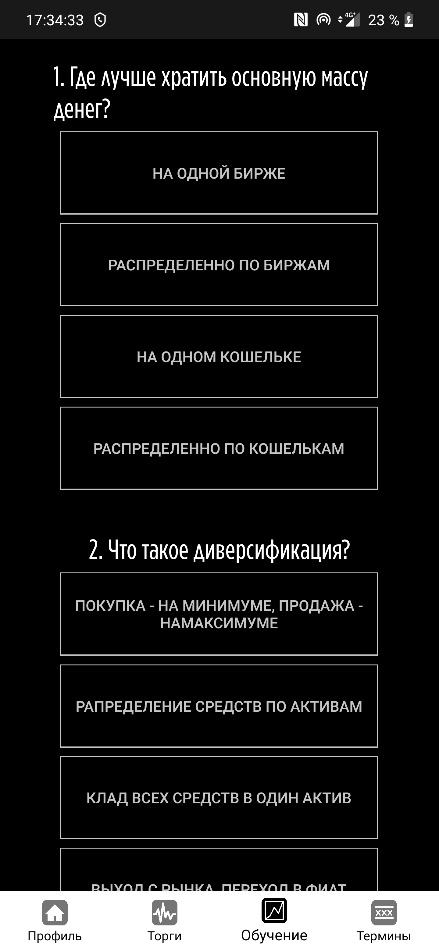 17:34:33
4G+
23 %
1. Где лучше хратить основную массу
денег?
НА ОДНОЙ БИРЖЕ
РАСПРЕДЕЛЕННО ПО БИРЖАМ
НА ОДНОМ КОШЕЛЬКЕ
РАСПРЕДЕЛЕННО ПО КОШЕЛЬКАМ
2. Что такое диверсификация?
ПОКУПКА - НА МИНИМУМЕ, ПРОДАЖА -
НАМАКСИМУМЕ
РАПРЕДЕЛЕНИЕ СРЕДСТВ ПО АКТИВАМ
КЛАД ВСЕХ СРЕДСТВ В ОДИН АКТИВ
ВЫХОД С РЫНКА, ПЕРЕХОД В ФИАТ
XXX
Профиль
Торги
Обучение
Термины